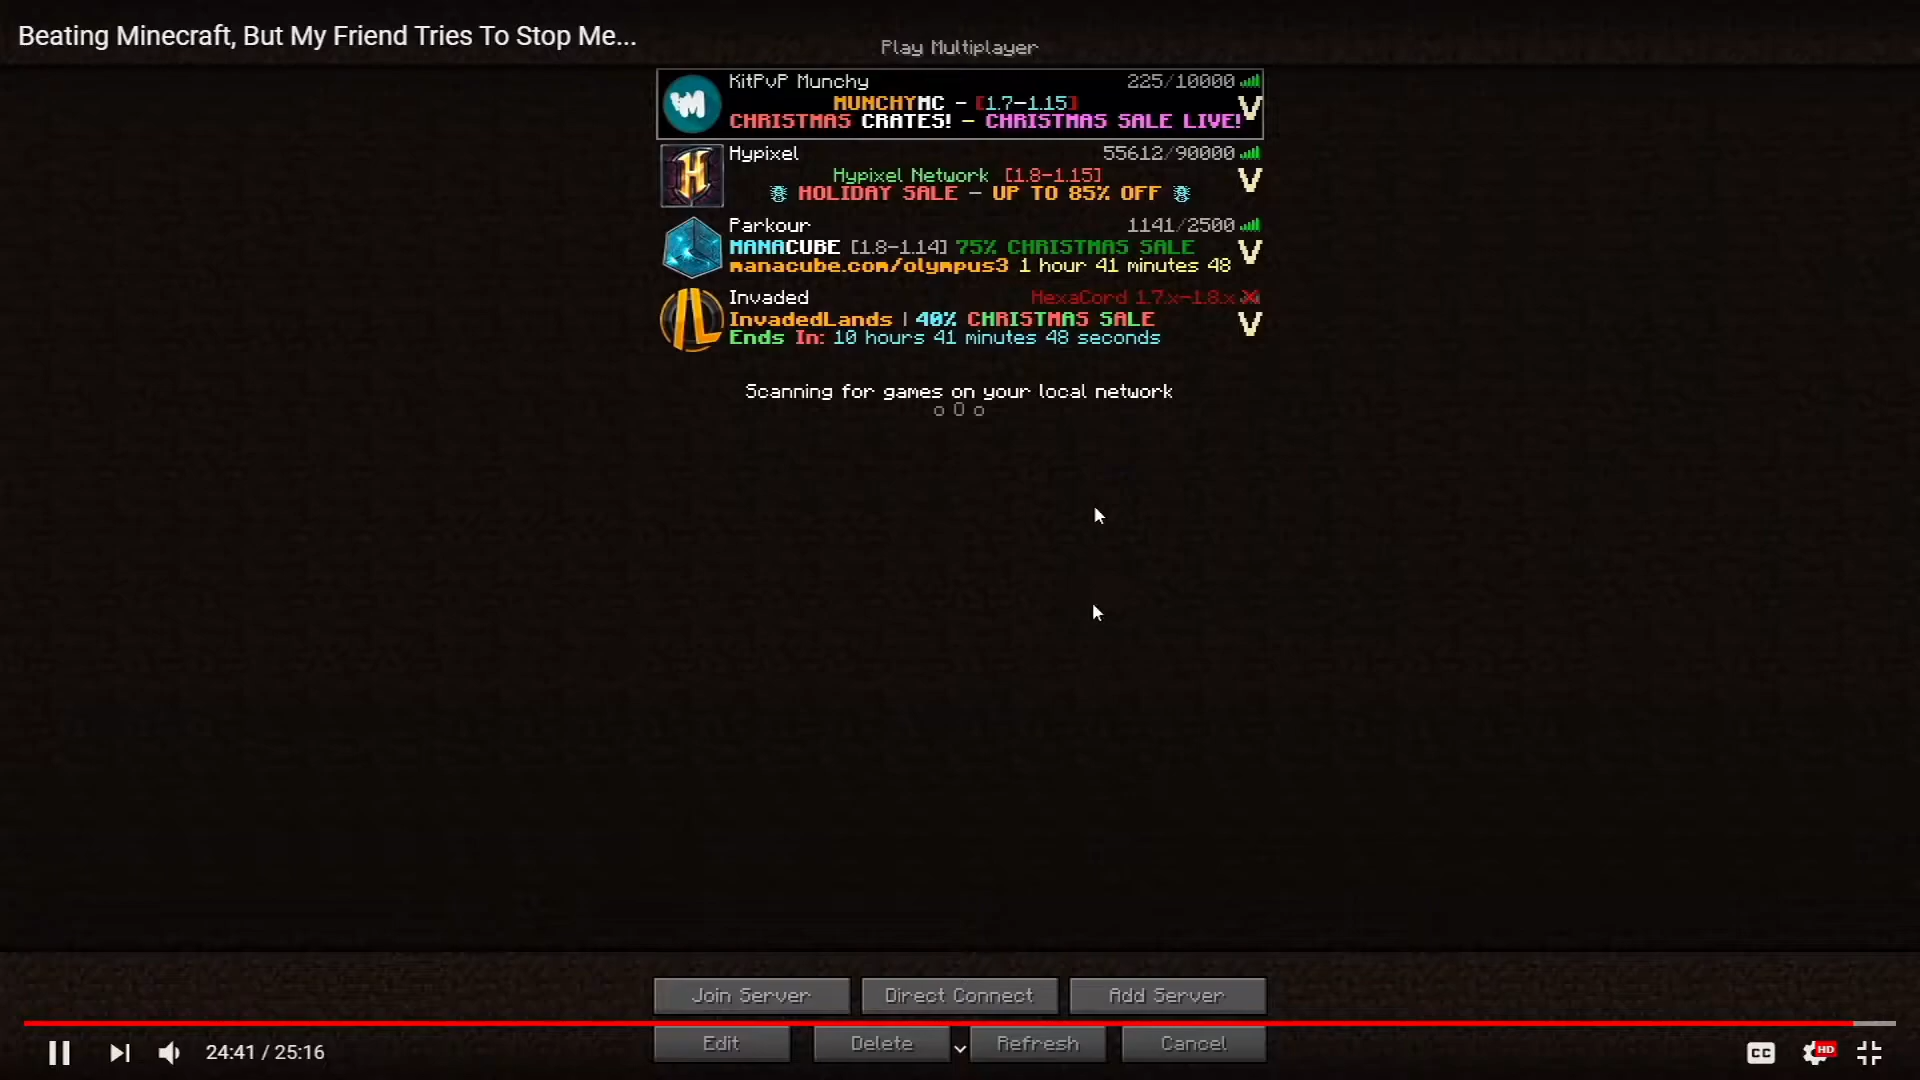 Beating Minecraft, But My Friend Tries To Stop Me...
Play Multiplayer
KitPvP Munchy 225/10000
MUNCHYMC - [1.7-1.15]
CHRISTMAS CRATES! - CHRISTMAS SALE LIVE!
Hypixel 55612/90000
Hypixel Network [1.8-1.15]
HOLIDAY SALE - UP TO 85% OFF
Parkour 1141/2500
MANACUBE [1.8-1.14] 75% CHRISTMAS SALE
manacube.com/olympus3 1 hour 41 minutes 48
Invaded HexaCord 1.7.x-1.8.x
InvadedLands | 40% CHRISTMAS SALE
Ends In: 10 hours 41 minutes 48 seconds
Scanning for games on your local network
o O o
Join Server Direct Connect Add Server
Edit Delete Refresh Cancel
24:41 / 25:16 CC HD